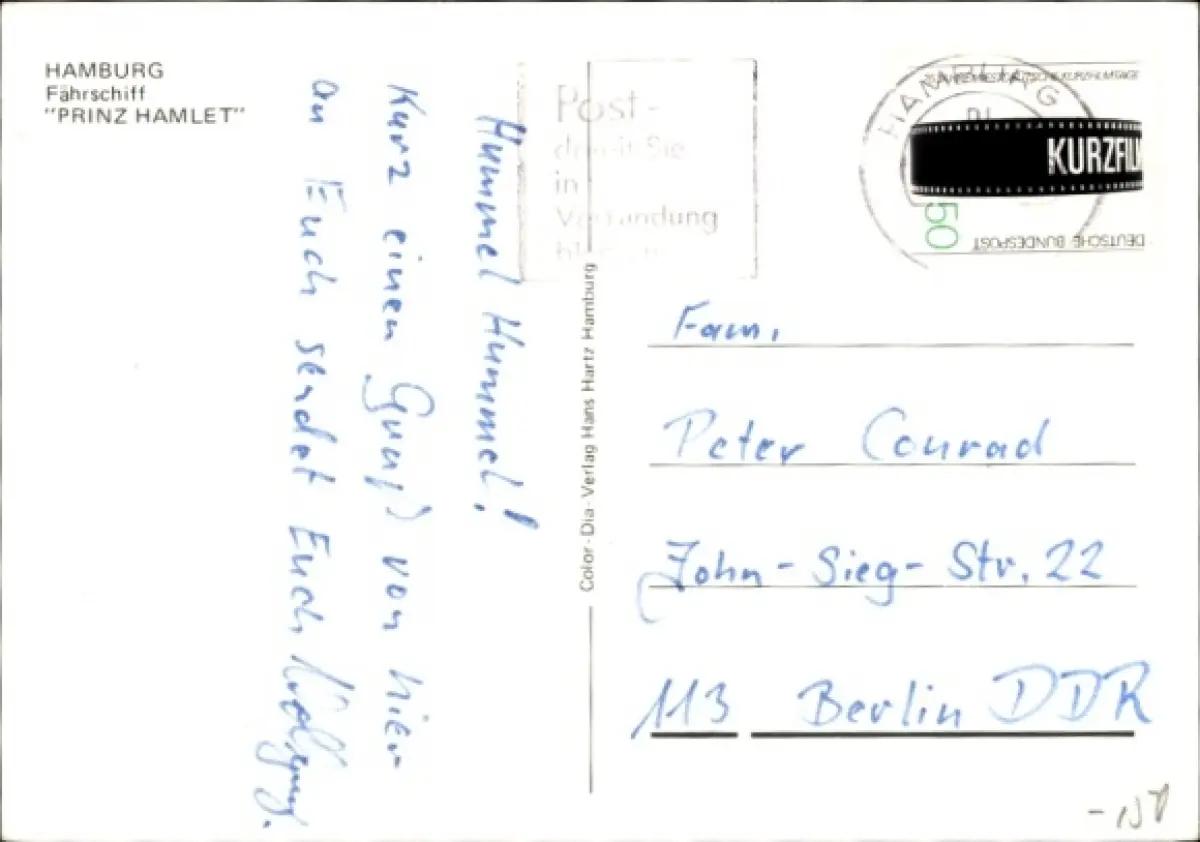 HAMBURG
Fährschiff
"PRINZ HAMLET"
Hummel Hummel!
Kurz einen Gruß von hier
an Euch sendet Euch Wolfgang.
Color-Dia-Verlag Hans Hartz Hamburg
Post-
damit Sie
in
Verbindung
HAMBURG
KURZFILM
50
DEUTSCHE BUNDESPOST
Fam.
Peter Conrad
John-Sieg-Str. 22
113 Berlin DDR